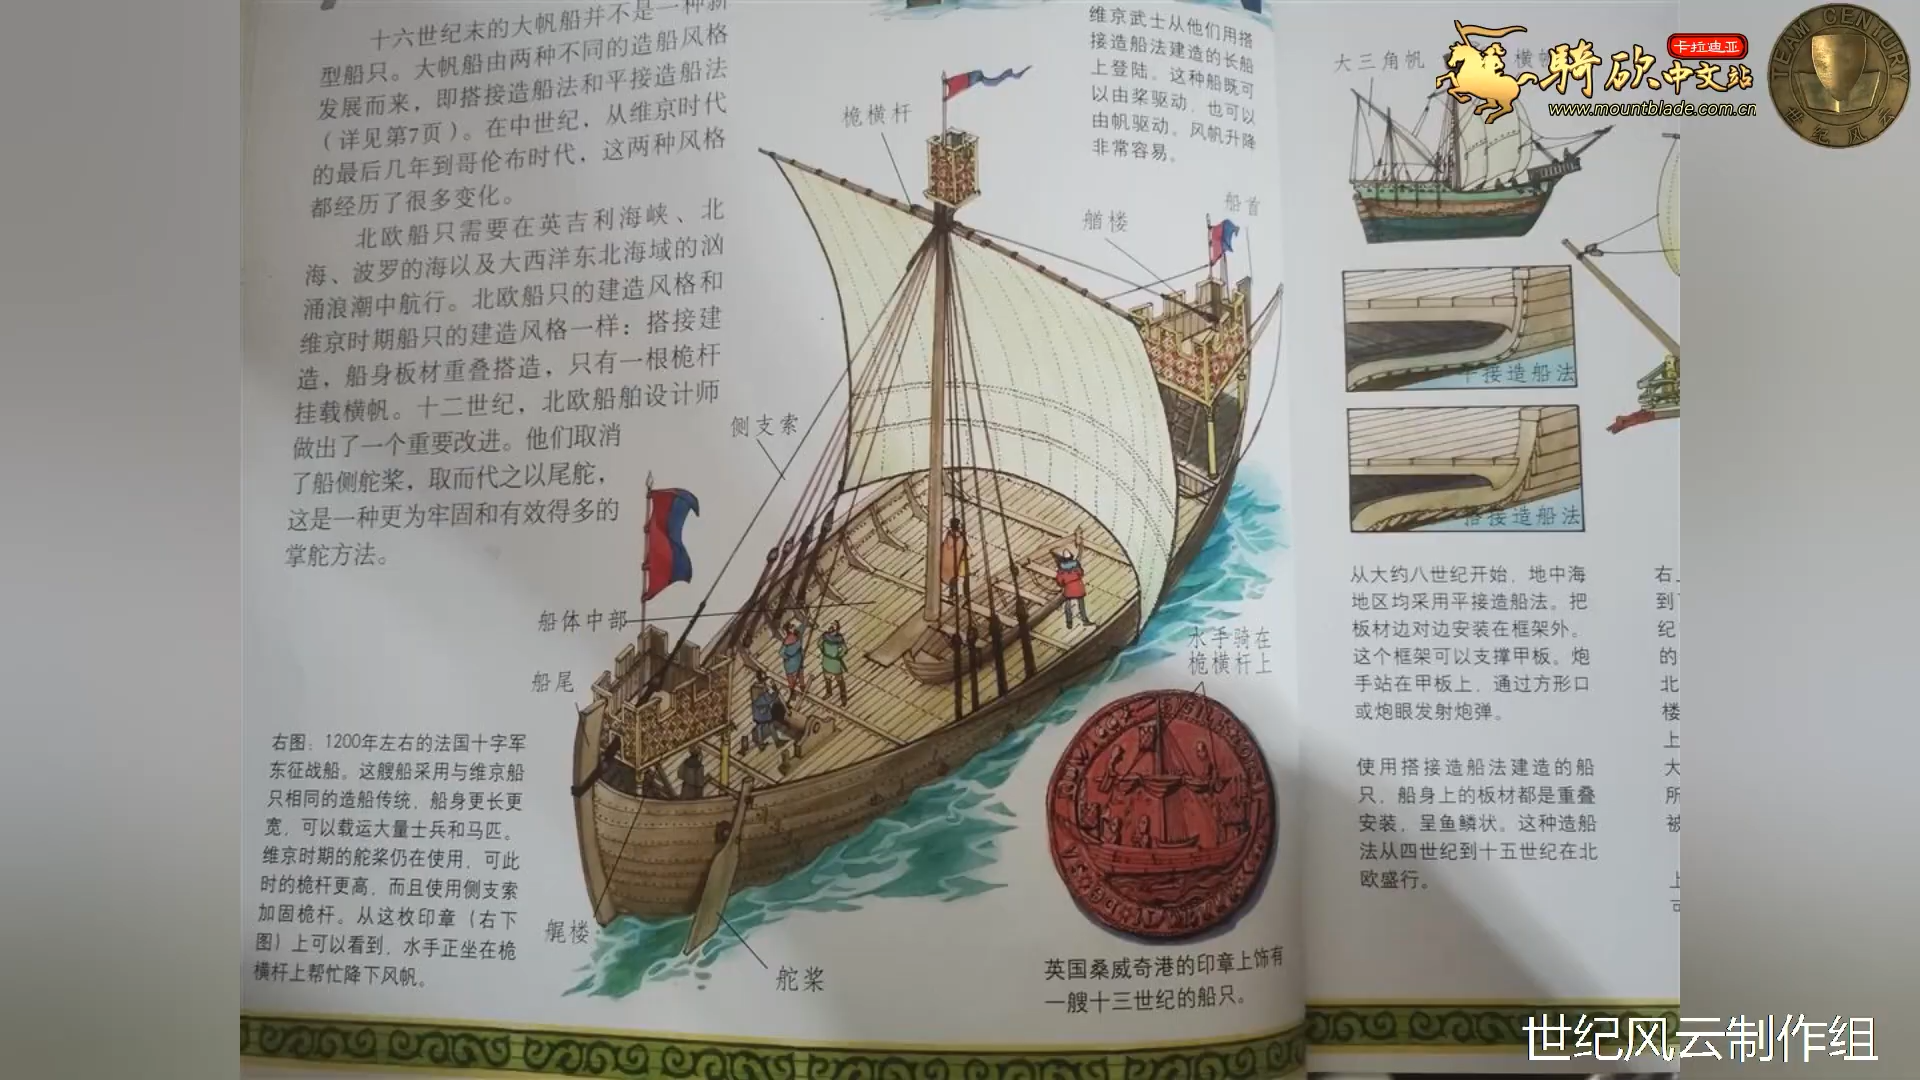 十六世纪末的大帆船并不是一种新
型船只。大帆船由两种不同的造船风格
发展而来，即搭接造船法和平接造船法
（详见第7页）。在中世纪，从维京时代
的最后几年到哥伦布时代，这两种风格
都经历了很多变化。
北欧船只需要在英吉利海峡、北
海、波罗的海以及大西洋东北海域的汹
涌浪潮中航行。北欧船只的建造风格和
维京时期船只的建造风格一样：搭接建
造，船身板材重叠搭造，只有一根桅杆
挂载横帆。十二世纪，北欧船舶设计师
做出了一个重要改进。他们取消
了船侧舵桨，取而代之以尾舵，
这是一种更为牢固和有效得多的
掌舵方法。
右图：1200年左右的法国十字军
东征战船。这艘船采用与维京船
只相同的造船传统，船身更长更
宽，可以载运大量士兵和马匹。
维京时期的舵桨仍在使用，可此
时的桅杆更高，而且使用侧支索
加固桅杆。从这枚印章（右下
图）上可以看到，水手正坐在桅
横杆上帮忙降下风帆。
维京武士从他们用搭
接造船法建造的长船
上登陆。这种船既可
以由桨驱动，也可以
由帆驱动。风帆升降
非常容易。
桅横杆
船首
艏楼
侧支索
船体中部
船尾
艉楼
舵桨
水手骑在
桅横杆上
英国桑威奇港的印章上饰有
一艘十三世纪的船只。
大三角帆
横帆
平接造船法
搭接造船法
从大约八世纪开始，地中海
地区均采用平接造船法。把
板材边对边安装在框架外。
这个框架可以支撑甲板。炮
手站在甲板上，通过方形口
或炮眼发射炮弹。
使用搭接造船法建造的船
只，船身上的板材都是重叠
安装，呈鱼鳞状。这种造船
法从四世纪到十五世纪在北
欧盛行。
右上
到
纪
的
北
楼
上
大
所
被
上
可
卡拉迪亚
骑砍中文站
www.mountblade.com.cn
TEAM CENTURY
世纪风云
世纪风云制作组